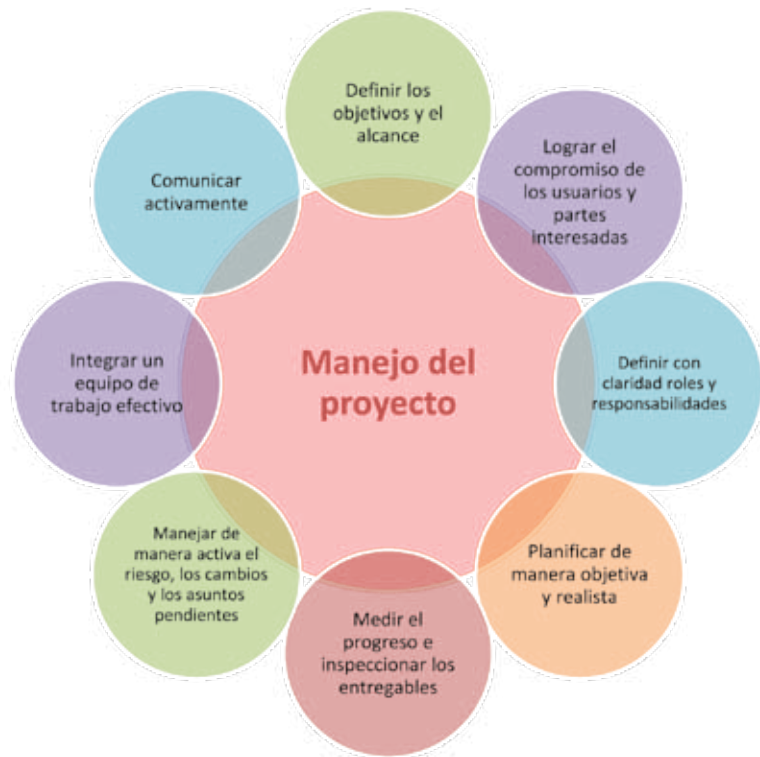 Definir los
objetivos y el
alcance
Lograr el
compromiso de
los usuarios y
partes
interesadas
Definir con
claridad roles y
responsabilidades
Planificar de
manera objetiva
y realista
Medir el
progreso e
inspeccionar los
entregables
Manejar de
manera activa el
riesgo, los cambios
y los asuntos
pendientes
Integrar un
equipo de
trabajo efectivo
Comunicar
activamente
Manejo del
proyecto